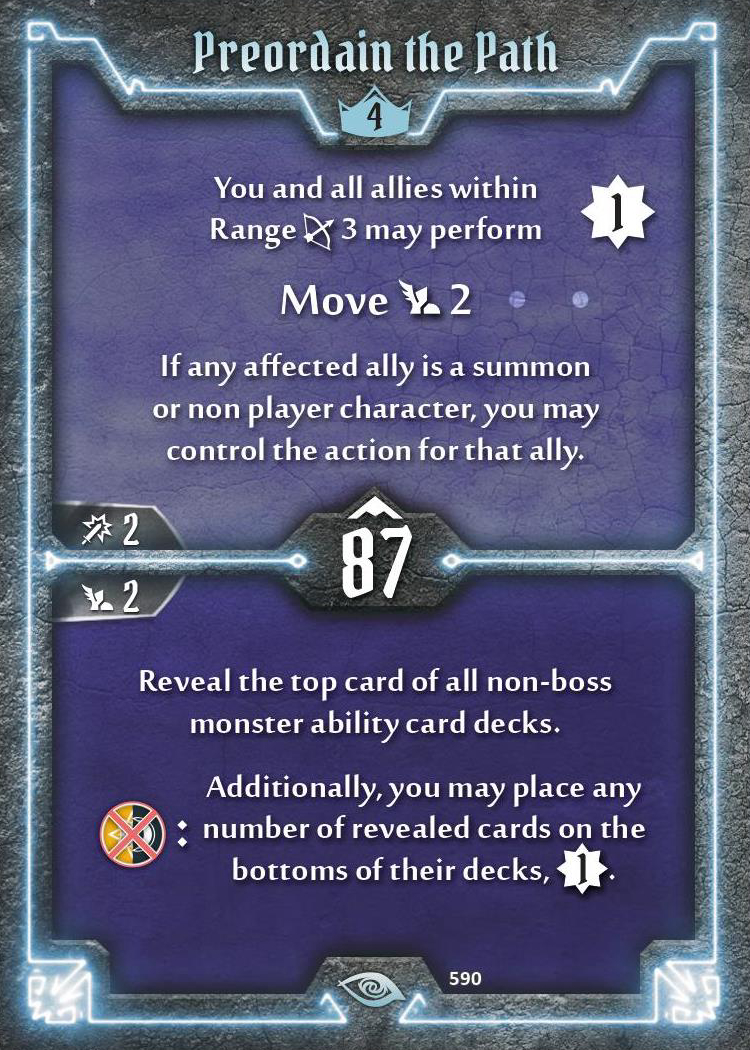 Preordain the Path
4
You and all allies within
Range 3 may perform
1
Move 2
If any affected ally is a summon
or non player character, you may
control the action for that ally.
2
87
2
Reveal the top card of all non-boss
monster ability card decks.
Additionally, you may place any
: number of revealed cards on the
bottoms of their decks, 1.
590